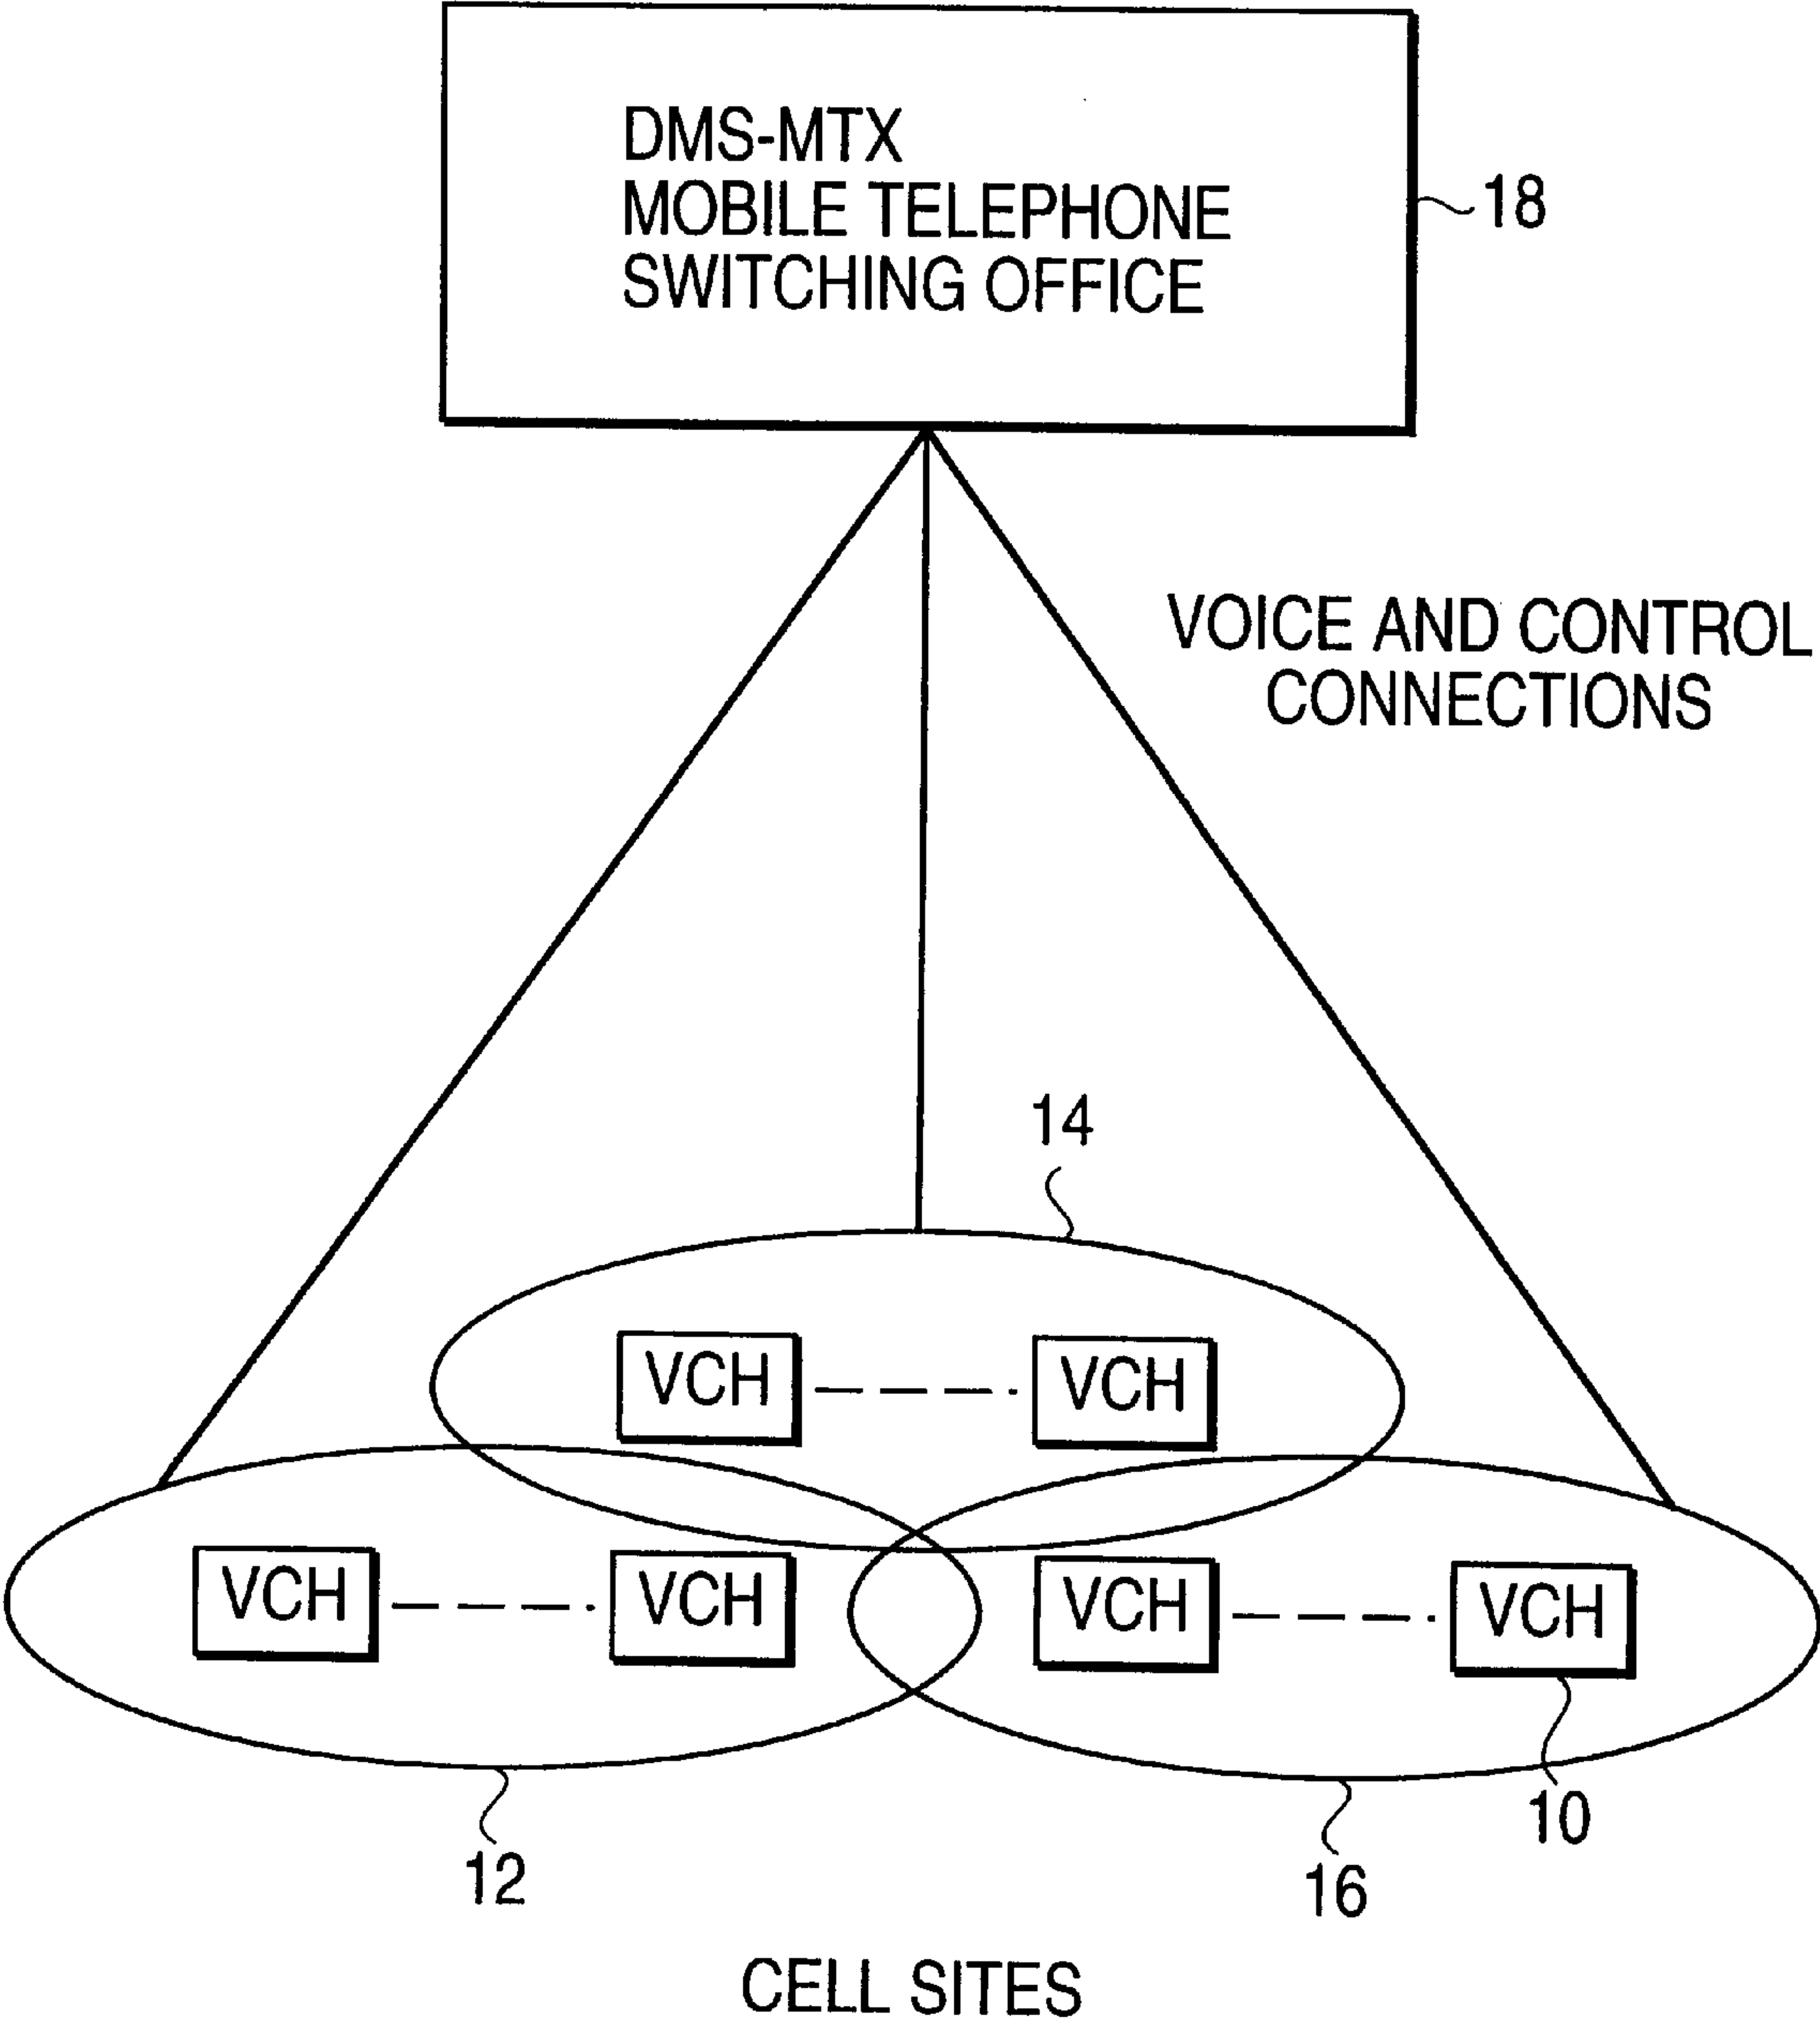 DMS-MTX
MOBILE TELEPHONE
SWITCHING OFFICE
18
VOICE AND CONTROL
CONNECTIONS
14
VCH
VCH
VCH
VCH
VCH
VCH
10
12
16
CELL SITES